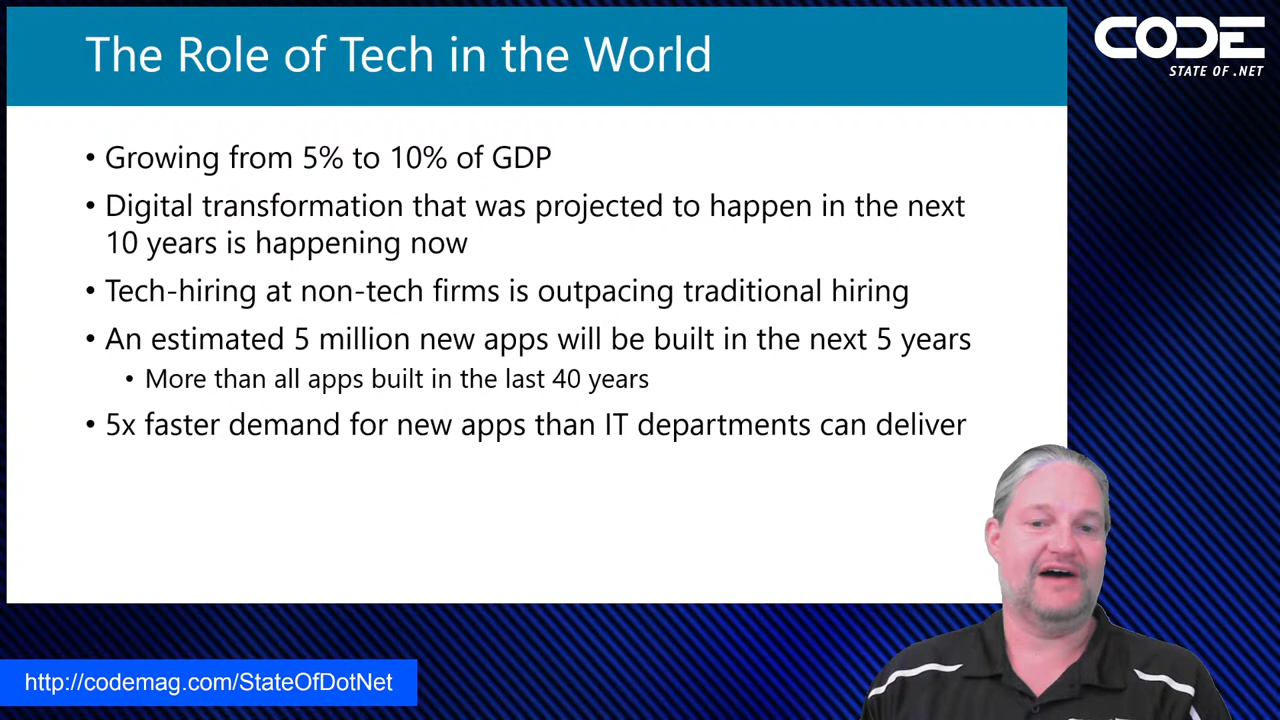 The Role of Tech in the World
CODE
STATE OF .NET
• Growing from 5% to 10% of GDP
• Digital transformation that was projected to happen in the next
10 years is happening now
• Tech-hiring at non-tech firms is outpacing traditional hiring
• An estimated 5 million new apps will be built in the next 5 years
• More than all apps built in the last 40 years
• 5x faster demand for new apps than IT departments can deliver
http://codemag.com/StateOfDotNet